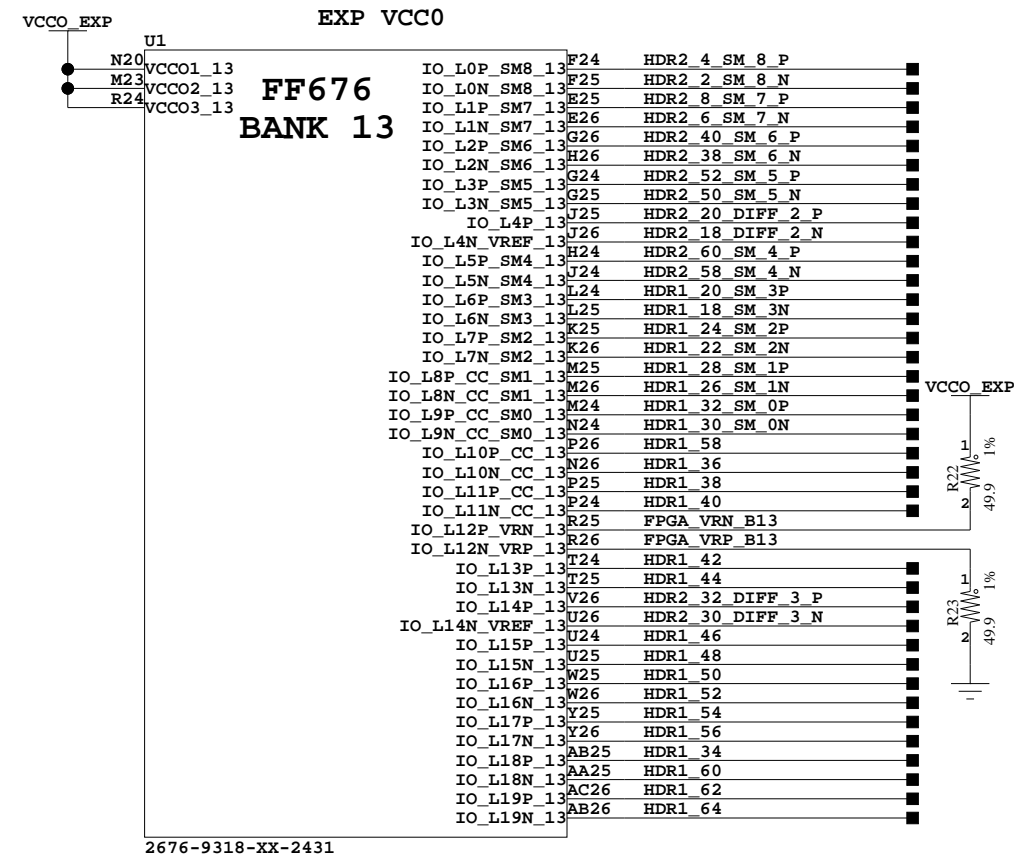 EXP VCC0
VCCO_EXP
U1
FF676
BANK 13
N20 VCCO1_13
M23 VCCO2_13
R24 VCCO3_13
IO_L0P_SM8_13 F24 HDR2_4_SM_8_P
IO_L0N_SM8_13 F25 HDR2_2_SM_8_N
IO_L1P_SM7_13 E25 HDR2_8_SM_7_P
IO_L1N_SM7_13 E26 HDR2_6_SM_7_N
IO_L2P_SM6_13 G26 HDR2_40_SM_6_P
IO_L2N_SM6_13 H26 HDR2_38_SM_6_N
IO_L3P_SM5_13 G24 HDR2_52_SM_5_P
IO_L3N_SM5_13 G25 HDR2_50_SM_5_N
IO_L4P_13 J25 HDR2_20_DIFF_2_P
IO_L4N_VREF_13 J26 HDR2_18_DIFF_2_N
IO_L5P_SM4_13 H24 HDR2_60_SM_4_P
IO_L5N_SM4_13 J24 HDR2_58_SM_4_N
IO_L6P_SM3_13 L24 HDR1_20_SM_3P
IO_L6N_SM3_13 L25 HDR1_18_SM_3N
IO_L7P_SM2_13 K25 HDR1_24_SM_2P
IO_L7N_SM2_13 K26 HDR1_22_SM_2N
IO_L8P_CC_SM1_13 M25 HDR1_28_SM_1P
IO_L8N_CC_SM1_13 M26 HDR1_26_SM_1N
IO_L9P_CC_SM0_13 M24 HDR1_32_SM_0P
IO_L9N_CC_SM0_13 N24 HDR1_30_SM_0N
IO_L10P_CC_13 P26 HDR1_58
IO_L10N_CC_13 N26 HDR1_36
IO_L11P_CC_13 P25 HDR1_38
IO_L11N_CC_13 P24 HDR1_40
IO_L12P_VRN_13 R25 FPGA_VRN_B13
IO_L12N_VRP_13 R26 FPGA_VRP_B13
IO_L13P_13 T24 HDR1_42
IO_L13N_13 T25 HDR1_44
IO_L14P_13 V26 HDR2_32_DIFF_3_P
IO_L14N_VREF_13 U26 HDR2_30_DIFF_3_N
IO_L15P_13 U24 HDR1_46
IO_L15N_13 U25 HDR1_48
IO_L16P_13 W25 HDR1_50
IO_L16N_13 W26 HDR1_52
IO_L17P_13 Y25 HDR1_54
IO_L17N_13 Y26 HDR1_56
IO_L18P_13 AB25 HDR1_34
IO_L18N_13 AA25 HDR1_60
IO_L19P_13 AC26 HDR1_62
IO_L19N_13 AB26 HDR1_64
VCCO_EXP
1
R22
1%
49.9
2
1
R23
1%
49.9
2
2676-9318-XX-2431